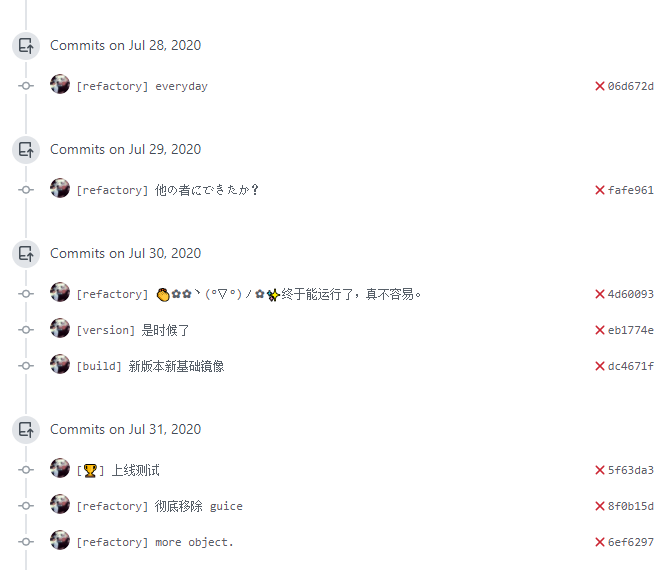 Commits on Jul 28, 2020
[refactory] everyday 06d672d
Commits on Jul 29, 2020
[refactory] 他の者にできたか? fafe961
Commits on Jul 30, 2020
[refactory] 👏✿✿ヽ(°▽°)ノ✿✨终于能运行了，真不容易。 4d60093
[version] 是时候了 eb1774e
[build] 新版本新基础镜像 dc4671f
Commits on Jul 31, 2020
[🏆] 上线测试 5f63da3
[refactory] 彻底移除 guice 8f0b15d
[refactory] more object. 6ef6297